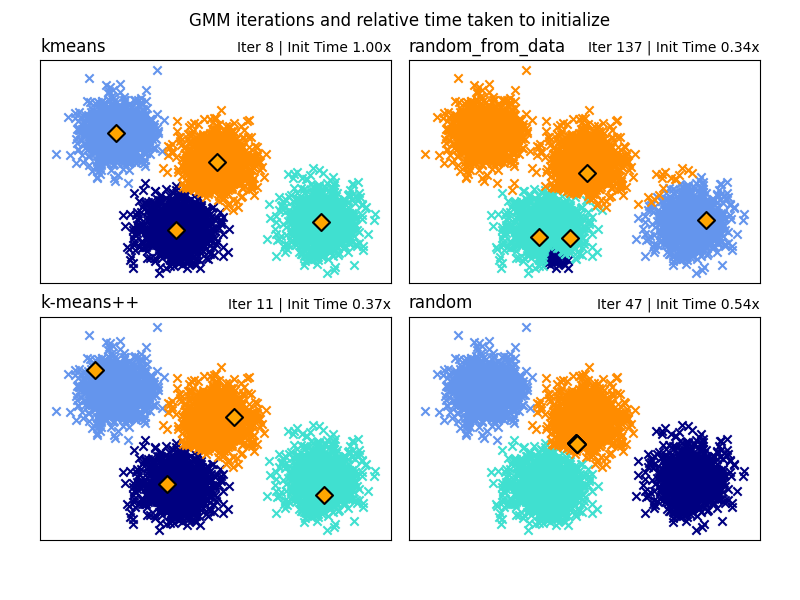 GMM iterations and relative time taken to initialize
kmeans Iter 8 | Init Time 1.00x
random_from_data Iter 137 | Init Time 0.34x
k-means++ Iter 11 | Init Time 0.37x
random Iter 47 | Init Time 0.54x